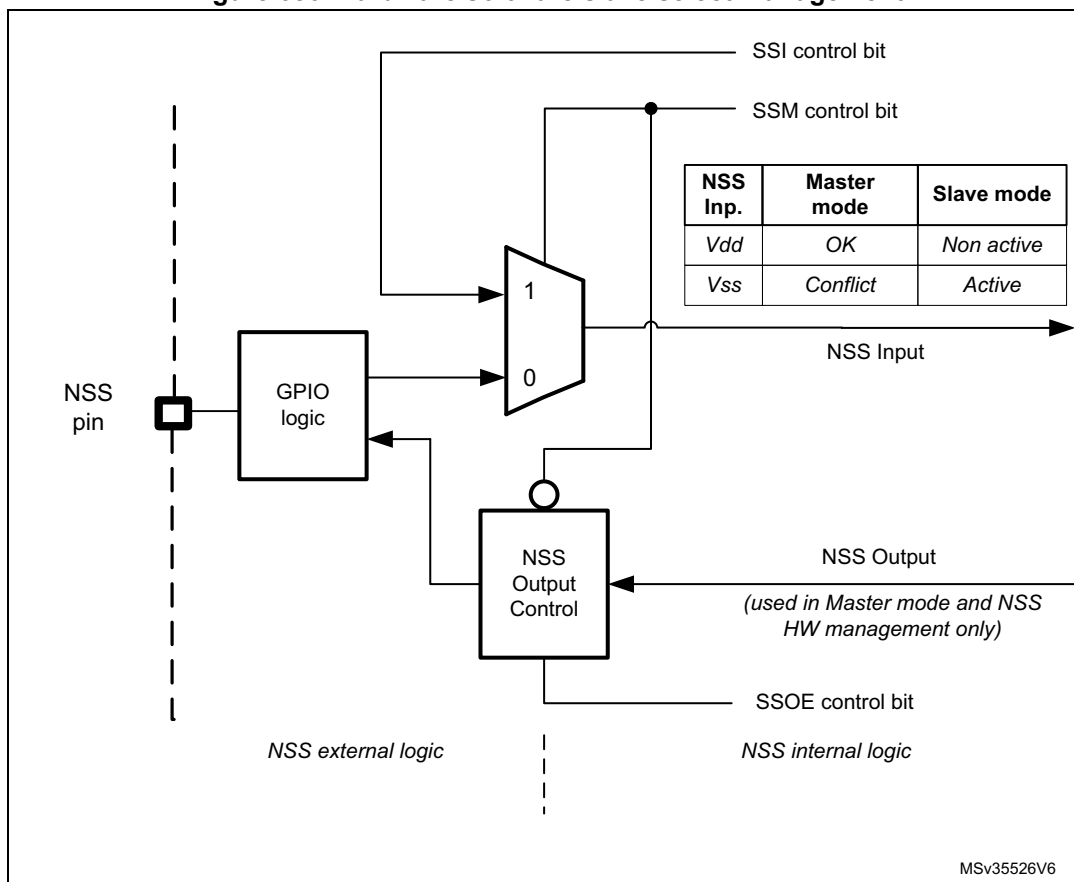 SSI control bit
SSM control bit
NSS Inp. Master mode Slave mode
Vdd OK Non active
Vss Conflict Active
1
NSS Input
0
GPIO
logic
NSS
pin
NSS
Output
Control
NSS Output
(used in Master mode and NSS
HW management only)
SSOE control bit
NSS external logic
NSS internal logic
MSv35526V6